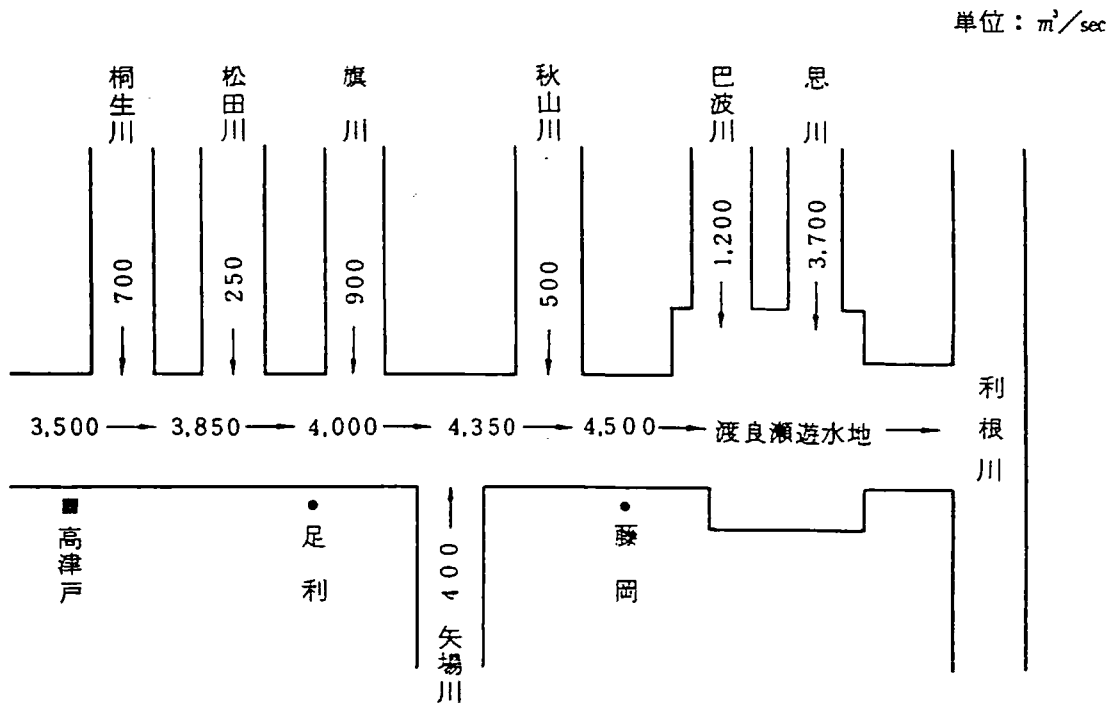 単位：m³/sec
桐生川
松田川
旗川
秋山川
巴波川
思川
700
250
900
500
1,200
3,700
3,500
3,850
4,000
4,350
4,500
渡良瀬遊水地
利根川
高津戸
足利
400
矢場川
藤岡